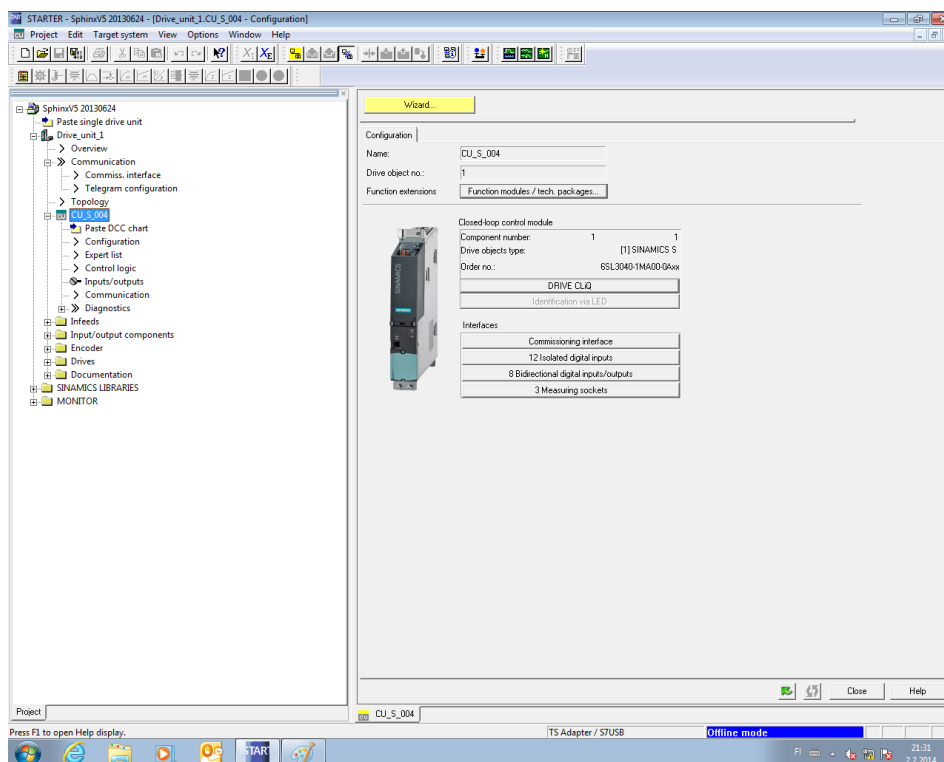 STARTER - SphinxV5 20130624 - [Drive_unit_1.CU_S_004 - Configuration]
Project Edit Target system View Options Window Help
SphinxV5 20130624
Paste single drive unit
Drive_unit_1
Overview
Communication
Commiss. interface
Telegram configuration
Topology
CU_S_004
Paste DCC chart
Configuration
Expert list
Control logic
Inputs/outputs
Communication
Diagnostics
Infeeds
Input/output components
Encoder
Drives
Documentation
SINAMICS LIBRARIES
MONITOR
Project
Wizard...
Configuration
Name: CU_S_004
Drive object no.: 1
Function extensions Function modules / tech. packages...
Closed-loop control module
Component number: 1 1
Drive objects type: [1] SINAMICS S
Order no.: 6SL3040-1MA00-0Axx
DRIVE CLiQ
Identification via LED
Interfaces
Commissioning interface
12 Isolated digital inputs
8 Bidirectional digital inputs/outputs
3 Measuring sockets
SINAMICS
SIEMENS
Close Help
CU_S_004
Press F1 to open Help display. TS Adapter / S7USB Offline mode
START FI 21:31
2.2.2014